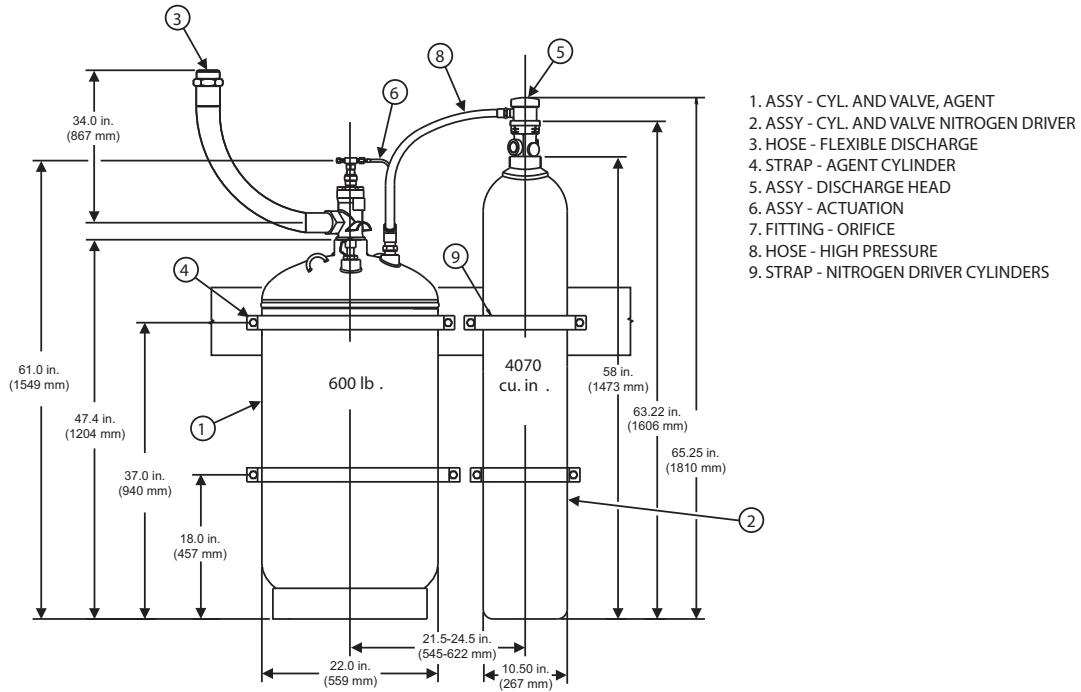 3
8
5
6
34.0 in.
(867 mm)
1. ASSY - CYL. AND VALVE, AGENT
2. ASSY - CYL. AND VALVE NITROGEN DRIVER
3. HOSE - FLEXIBLE DISCHARGE
4. STRAP - AGENT CYLINDER
5. ASSY - DISCHARGE HEAD
6. ASSY - ACTUATION
7. FITTING - ORIFICE
8. HOSE - HIGH PRESSURE
9. STRAP - NITROGEN DRIVER CYLINDERS
4
9
61.0 in.
(1549 mm)
600 lb .
4070
cu. in .
58 in.
(1473 mm)
47.4 in.
(1204 mm)
1
63.22 in.
(1606 mm)
65.25 in.
(1810 mm)
37.0 in.
(940 mm)
2
18.0 in.
(457 mm)
21.5-24.5 in.
(545-622 mm)
22.0 in.
(559 mm)
10.50 in.
(267 mm)